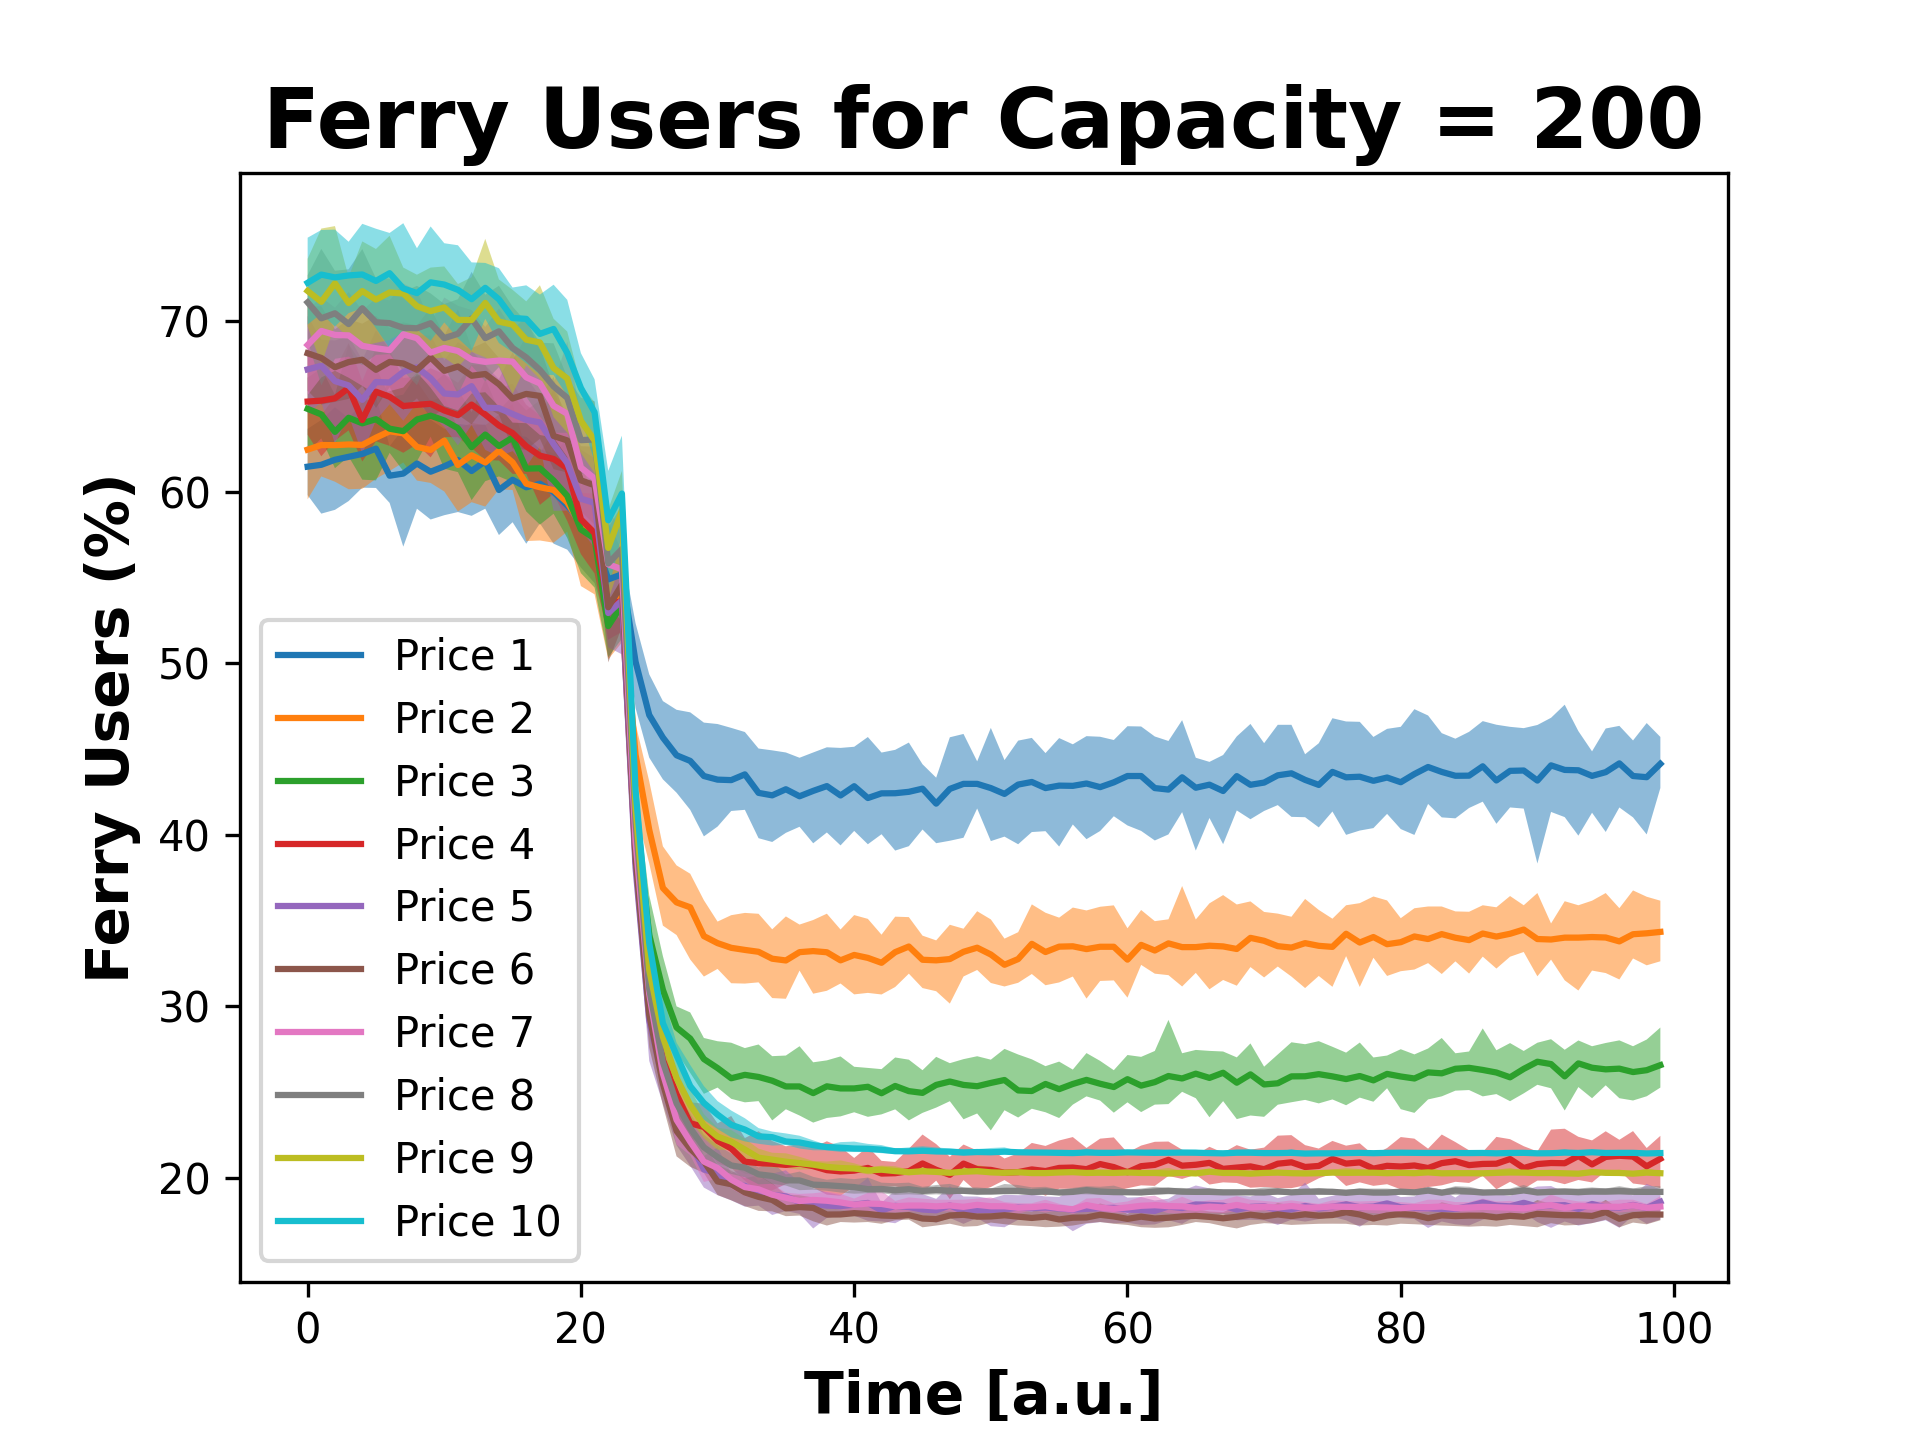 Ferry Users for Capacity = 200
Ferry Users (%)
70
60
50
40
30
20
Price 1
Price 2
Price 3
Price 4
Price 5
Price 6
Price 7
Price 8
Price 9
Price 10
0 20 40 60 80 100
Time [a.u.]